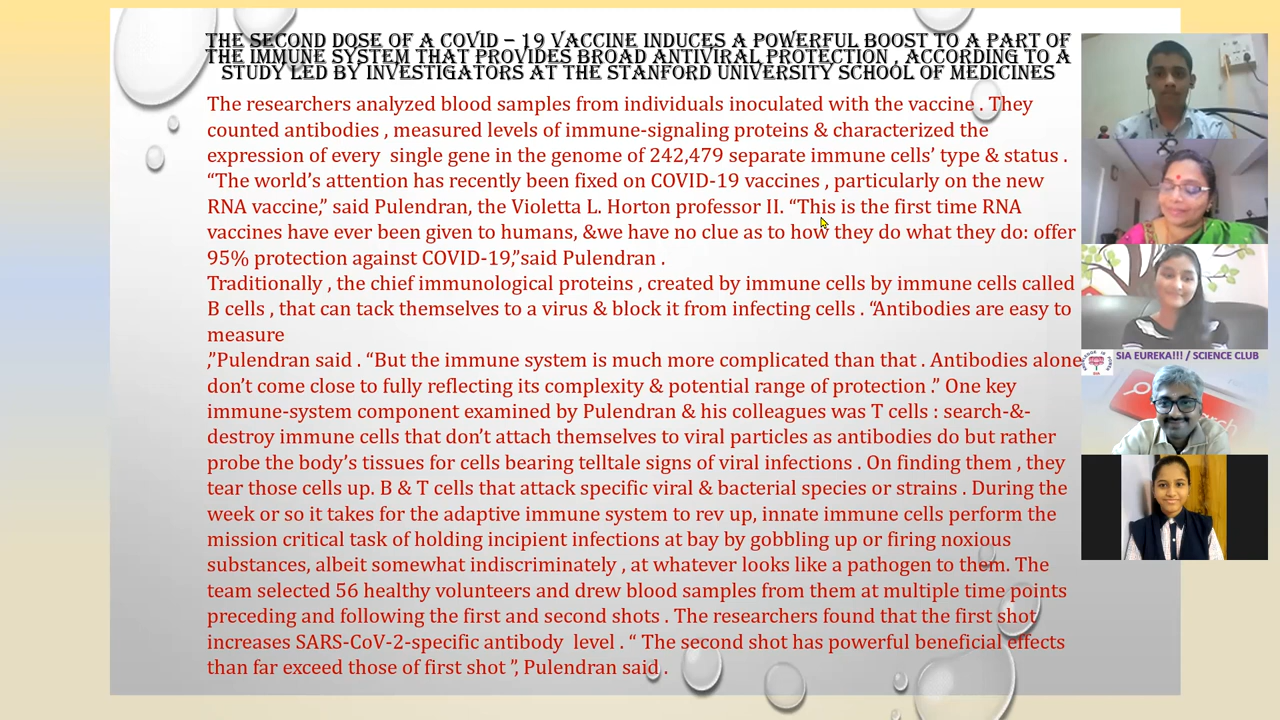 THE SECOND DOSE OF A COVID – 19 VACCINE INDUCES A POWERFUL BOOST TO A PART OF
THE IMMUNE SYSTEM THAT PROVIDES BROAD ANTIVIRAL PROTECTION , ACCORDING TO A
STUDY LED BY INVESTIGATORS AT THE STANFORD UNIVERSITY SCHOOL OF MEDICINES
The researchers analyzed blood samples from individuals inoculated with the vaccine . They
counted antibodies , measured levels of immune-signaling proteins & characterized the
expression of every single gene in the genome of 242,479 separate immune cells’ type & status .
“The world’s attention has recently been fixed on COVID-19 vaccines , particularly on the new
RNA vaccine,” said Pulendran, the Violetta L. Horton professor II. “This is the first time RNA
vaccines have ever been given to humans, &we have no clue as to how they do what they do: offer
95% protection against COVID-19,”said Pulendran .
Traditionally , the chief immunological proteins , created by immune cells by immune cells called
B cells , that can tack themselves to a virus & block it from infecting cells . “Antibodies are easy to
measure
,”Pulendran said . “But the immune system is much more complicated than that . Antibodies alone
don’t come close to fully reflecting its complexity & potential range of protection .” One key
immune-system component examined by Pulendran & his colleagues was T cells : search-&-
destroy immune cells that don’t attach themselves to viral particles as antibodies do but rather
probe the body’s tissues for cells bearing telltale signs of viral infections . On finding them , they
tear those cells up. B & T cells that attack specific viral & bacterial species or strains . During the
week or so it takes for the adaptive immune system to rev up, innate immune cells perform the
mission critical task of holding incipient infections at bay by gobbling up or firing noxious
substances, albeit somewhat indiscriminately , at whatever looks like a pathogen to them. The
team selected 56 healthy volunteers and drew blood samples from them at multiple time points
preceding and following the first and second shots . The researchers found that the first shot
increases SARS-CoV-2-specific antibody level . “ The second shot has powerful beneficial effects
than far exceed those of first shot ”, Pulendran said .
SIA EUREKA!!! / SCIENCE CLUB